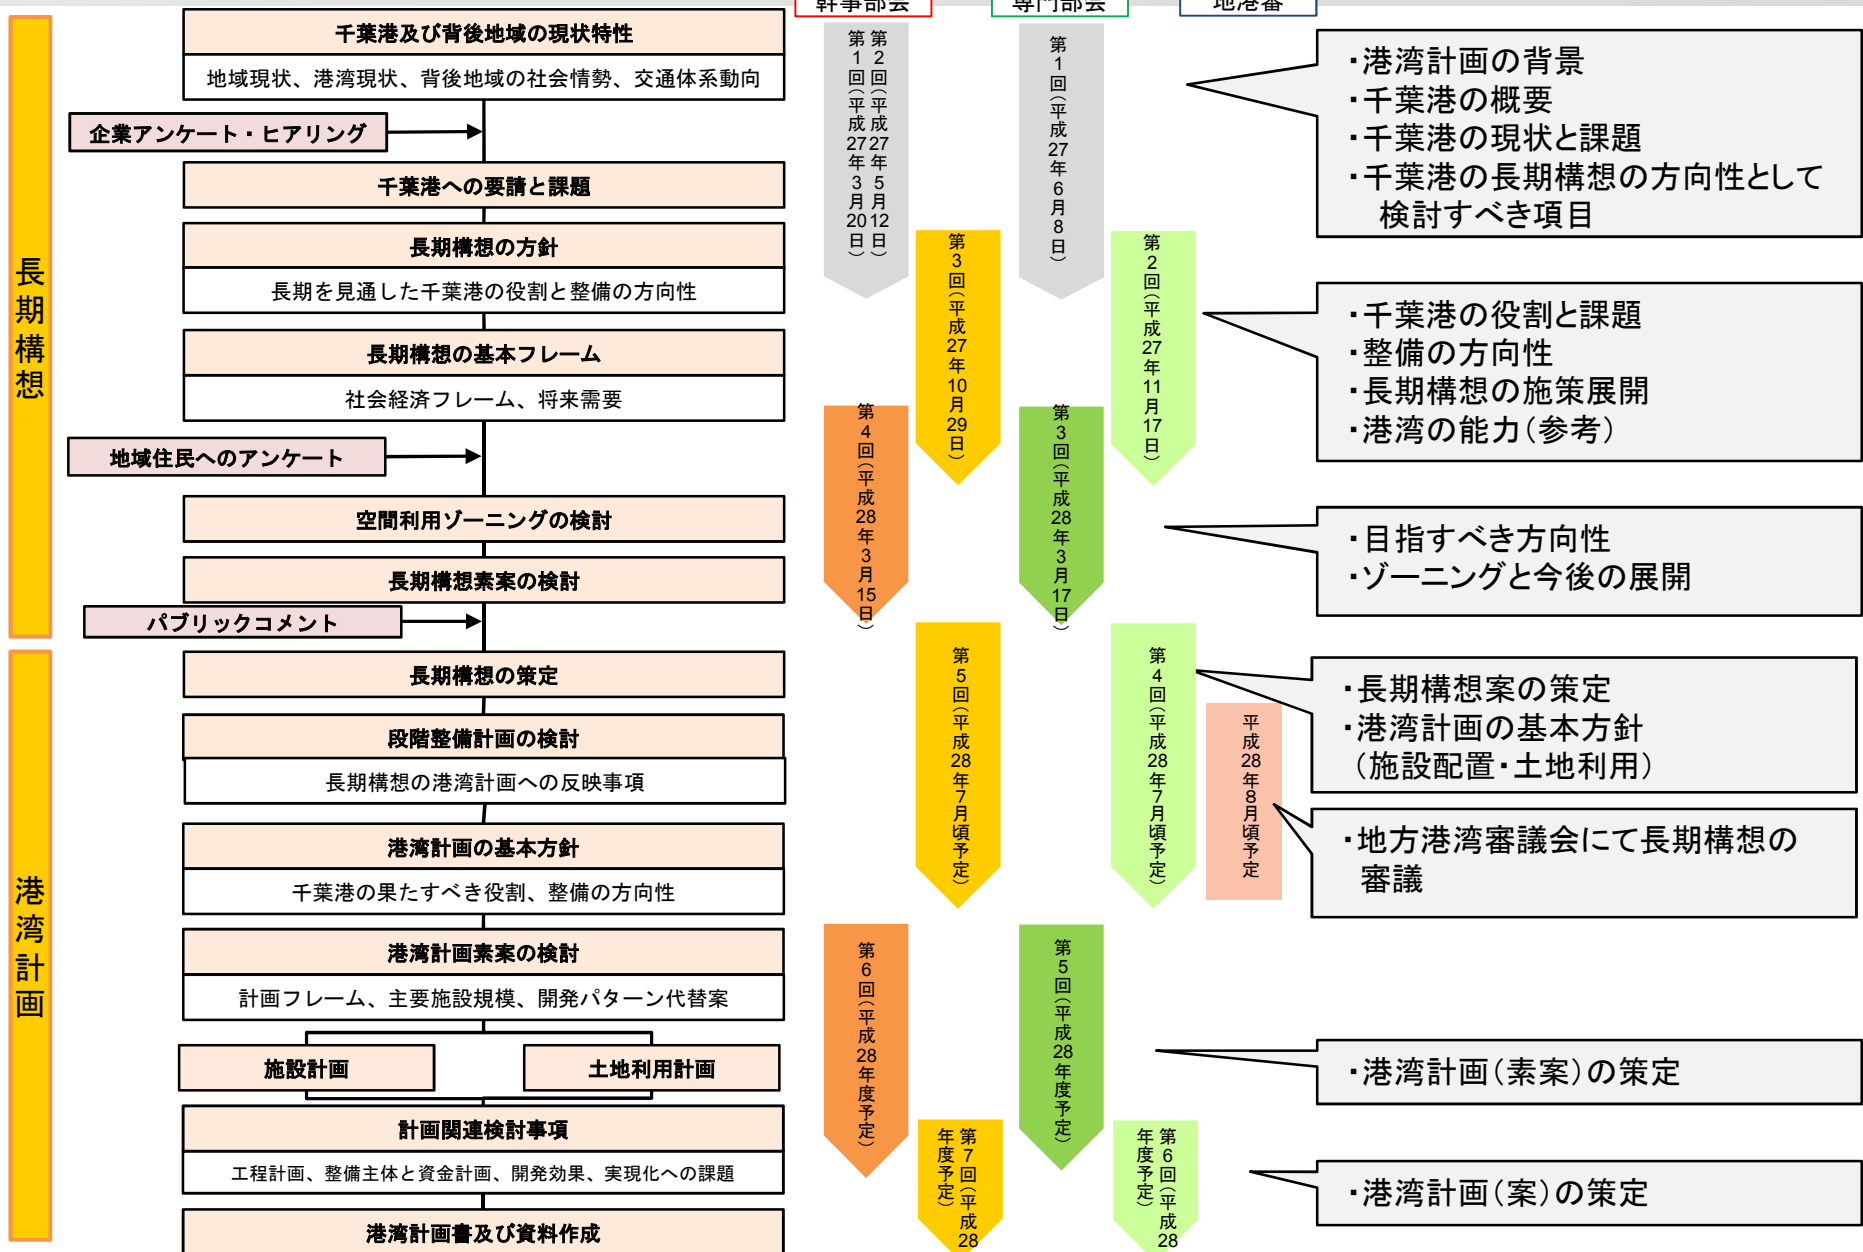 幹事部会
専門部会
地港審
長期構想
千葉港及び背後地域の現状特性
地域現状、港湾現状、背後地域の社会情勢、交通体系動向
企業アンケート・ヒアリング
千葉港への要請と課題
長期構想の方針
長期を見通した千葉港の役割と整備の方向性
長期構想の基本フレーム
社会経済フレーム、将来需要
地域住民へのアンケート
空間利用ゾーニングの検討
長期構想素案の検討
パブリックコメント
港湾計画
長期構想の策定
段階整備計画の検討
長期構想の港湾計画への反映事項
港湾計画の基本方針
千葉港の果たすべき役割、整備の方向性
港湾計画素案の検討
計画フレーム、主要施設規模、開発パターン代替案
施設計画
土地利用計画
計画関連検討事項
工程計画、整備主体と資金計画、開発効果、実現化への課題
港湾計画書及び資料作成
第2回(平成27年5月12日)
第1回(平成27年3月20日)
第3回(平成27年10月29日)
第4回(平成28年3月15日)
第5回(平成28年7月頃予定)
第6回(平成28年度予定)
第7回(平成28
年度予定)
第1回(平成27年6月8日)
第2回(平成27年11月17日)
第3回(平成28年3月17日)
第4回(平成28年7月頃予定)
平成28年8月頃予定
第5回(平成28年度予定)
第6回(平成28
年度予定)
・港湾計画の背景
・千葉港の概要
・千葉港の現状と課題
・千葉港の長期構想の方向性として
検討すべき項目
・千葉港の役割と課題
・整備の方向性
・長期構想の施策展開
・港湾の能力(参考)
・目指すべき方向性
・ゾーニングと今後の展開
・長期構想案の策定
・港湾計画の基本方針
(施設配置・土地利用)
・地方港湾審議会にて長期構想の
審議
・港湾計画(素案)の策定
・港湾計画(案)の策定